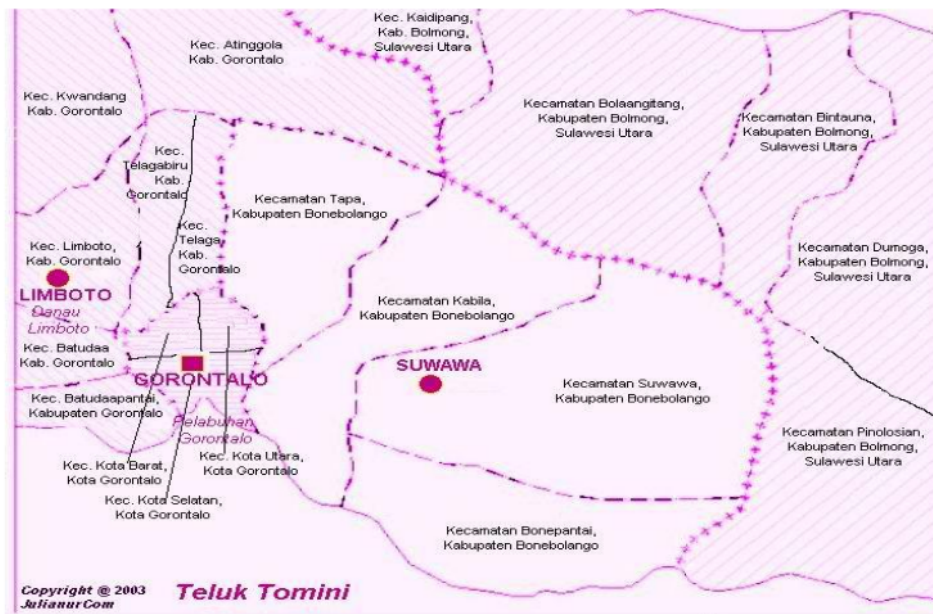 Kec. Kaidipang,
Kab. Bolmong,
Sulawesi Utara
Kec. Atinggola
Kab. Gorontalo
Kec. Kwandang
Kab. Gorontalo
Kecamatan Bolaangitang,
Kabupaten Bolmong,
Sulawesi Utara
Kecamatan Bintauna,
Kabupaten Bolmong,
Sulawesi Utara
Kec.
Telagabiru
Kab.
Gorontalo
Kecamatan Tapa,
Kabupaten Bonebolango
Kec.
Telaga,
Kab.
Gorontalo
Kec. Limboto,
Kab. Gorontalo
LIMBOTO
Danau
Limboto
Kecamatan Dumoga,
Kabupaten Bolmong,
Sulawesi Utara
Kecamatan Kabila,
Kabupaten Bonebolango
Kec. Batudaa
Kab. Gorontalo
GORONTALO
SUWAWA
Kecamatan Suwawa,
Kabupaten Bonebolango
Kec. Batudaapantai,
Kabupaten Gorontalo
Pelabuhan
Gorontalo
Kecamatan Pinolosian,
Kabupaten Bolmong,
Sulawesi Utara
Kec. Kota Barat,
Kota Gorontalo
Kec. Kota Utara,
Kota Gorontalo
Kec. Kota Selatan,
Kota Gorontalo
Kecamatan Bonepantai,
Kabupaten Bonebolango
Copyright @ 2003
JulianurCom
Teluk Tomini